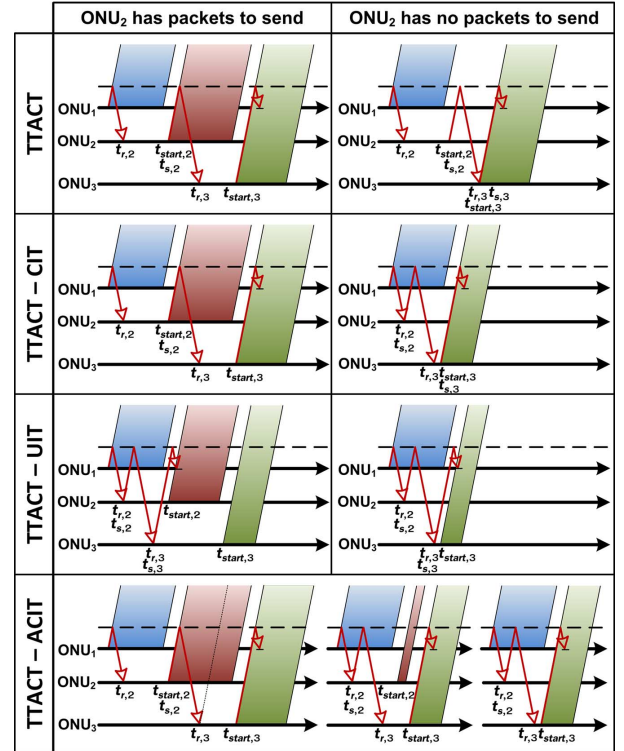 ONU2 has packets to send
ONU2 has no packets to send
TTACT
ONU1
ONU2
tr,2
tstart,2
ts,2
ONU3
tr,3
tstart,3
ONU1
ONU2
tr,2
ONU3
tr,3 ts,3
tstart,3
TTACT – CIT
ONU1
ONU2
tr,2
tstart,2
ts,2
ONU3
tr,3
tstart,3
ONU1
ONU2
tr,2
ts,2
ONU3
tr,3 tstart,3
ts,3
TTACT – UIT
ONU1
ONU2
tr,2
ts,2
tstart,2
ONU3
tr,3
ts,3
tstart,3
ONU1
ONU2
tr,2
ts,2
ONU3
tr,3 tstart,3
ts,3
TTACT – ACIT
ONU1
ONU2
tr,2
tstart,2
ts,2
ONU3
tr,3
tstart,3
tr,2 tstart,2
ts,2
tr,3 tstart,3
tr,2
ts,2
tr,3 tstart,3